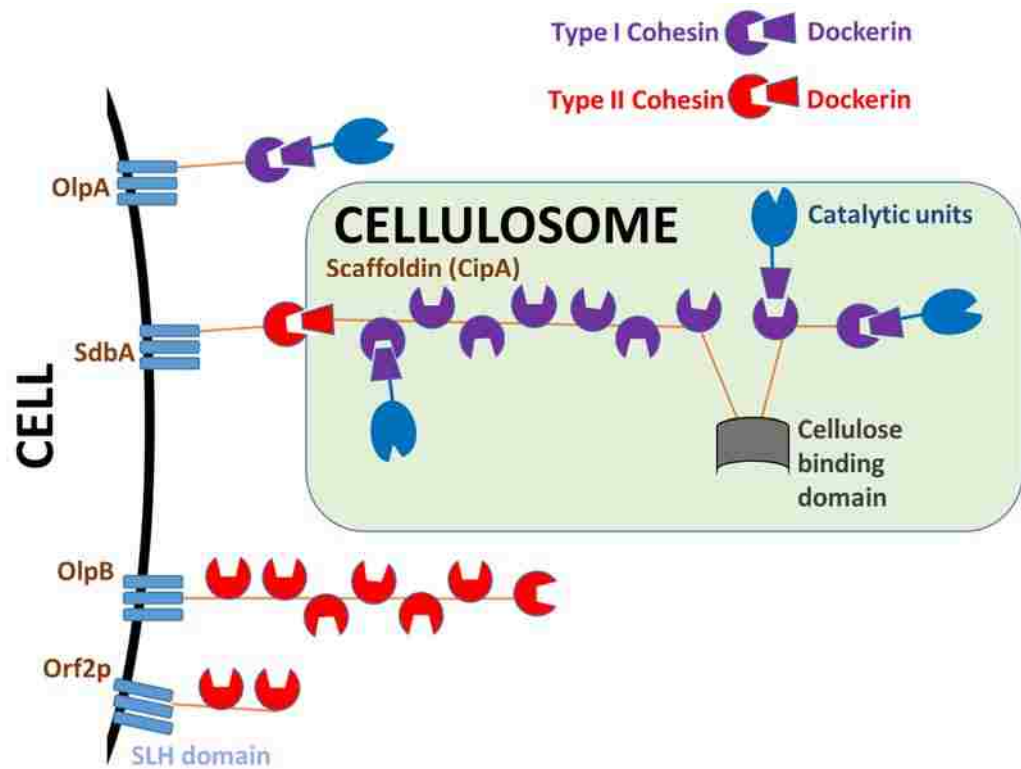 Type I Cohesin Dockerin
Type II Cohesin Dockerin
OlpA
CELLULOSOME
Catalytic units
Scaffoldin (CipA)
SdbA
CELL
Cellulose
binding
domain
OlpB
Orf2p
SLH domain